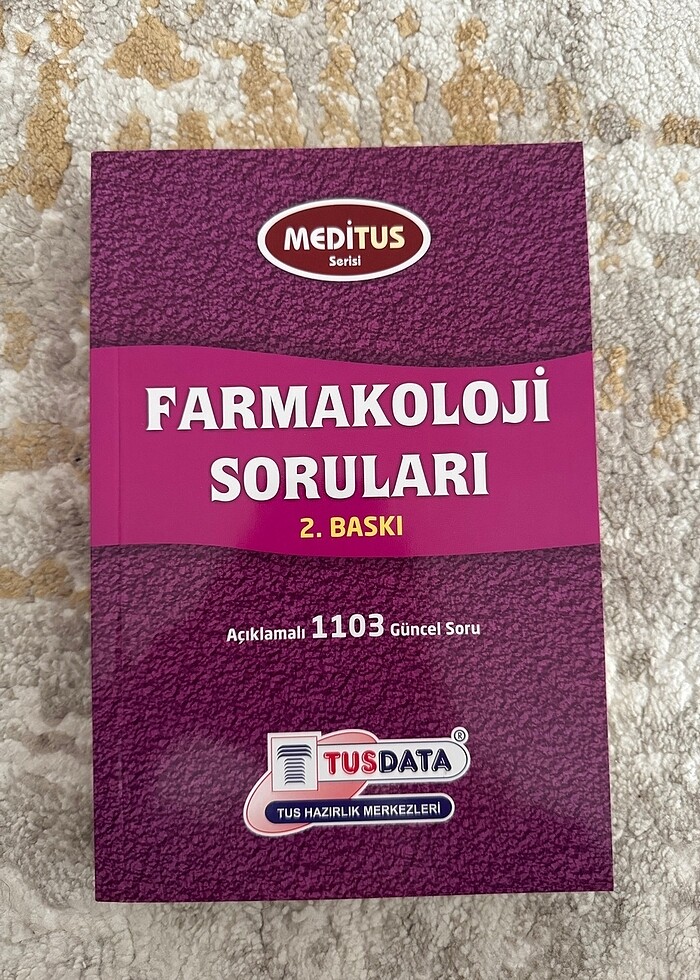 MEDİTUS
Serisi
FARMAKOLOJİ
SORULARI
2. BASKI
Açıklamalı 1103 Güncel Soru
TUSDATA®
TUS HAZIRLIK MERKEZLERİ